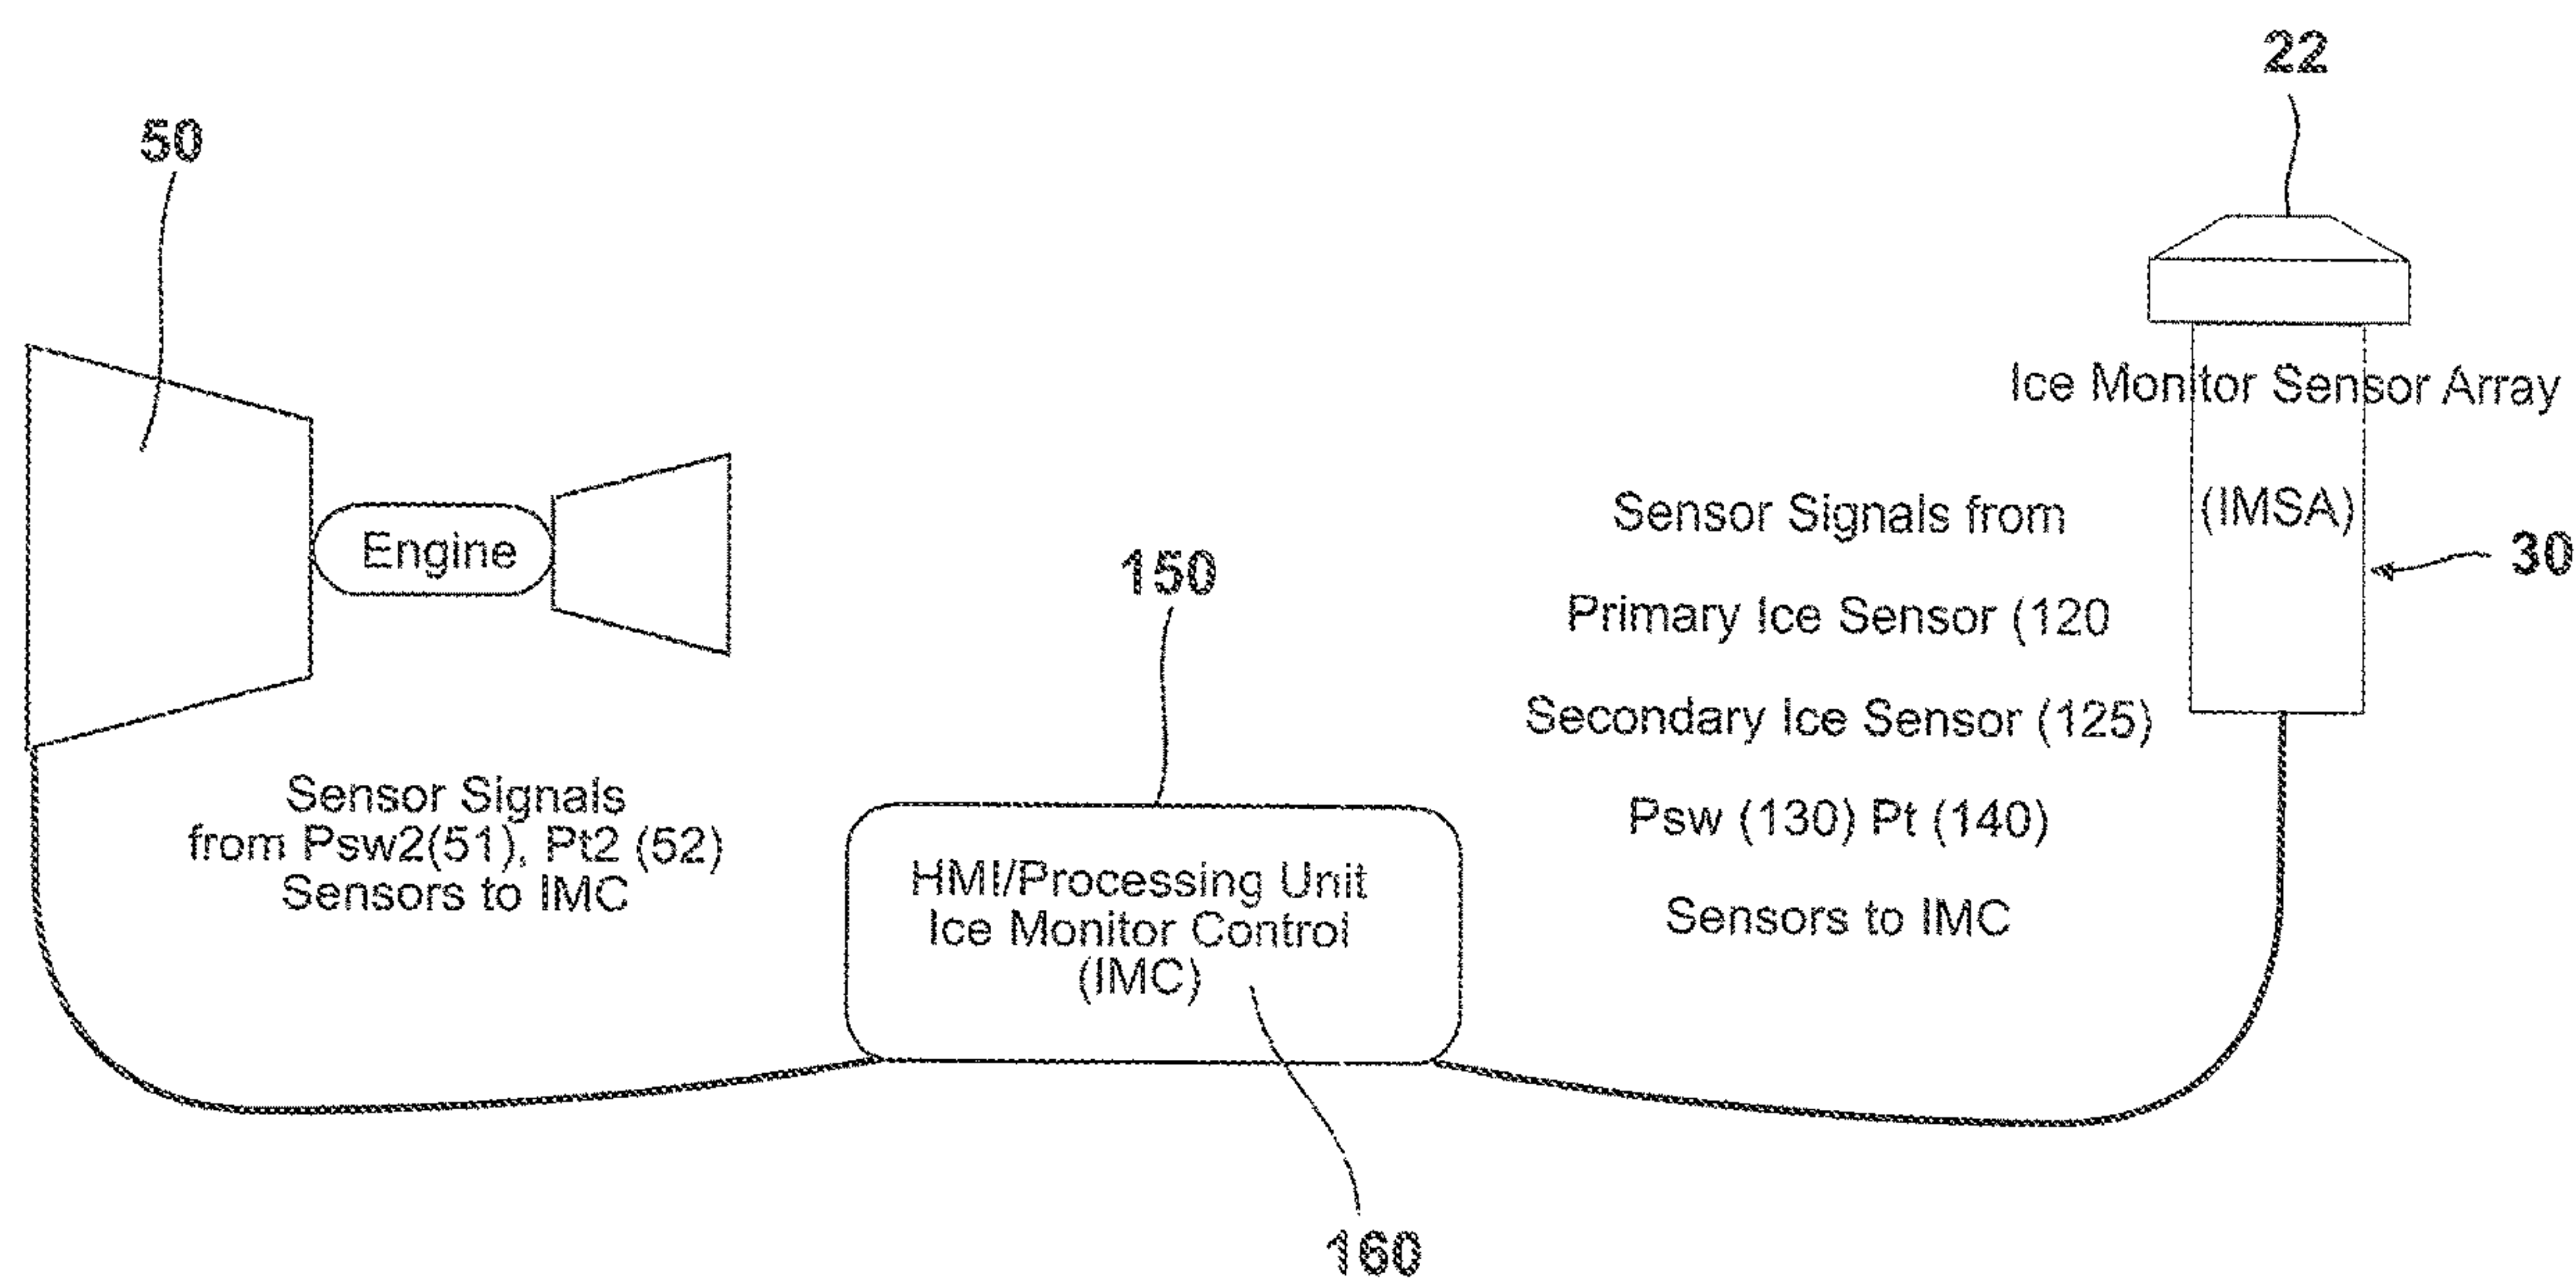 22
50
Ice Monitor Sensor Array
(IMSA)
30
Engine
150
Sensor Signals from
Primary Ice Sensor (120
Secondary Ice Sensor (125)
Psw (130) Pt (140)
Sensors to IMC
Sensor Signals
from Psw2(51), Pt2 (52)
Sensors to IMC
HMI/Processing Unit
Ice Monitor Control
(IMC)
160